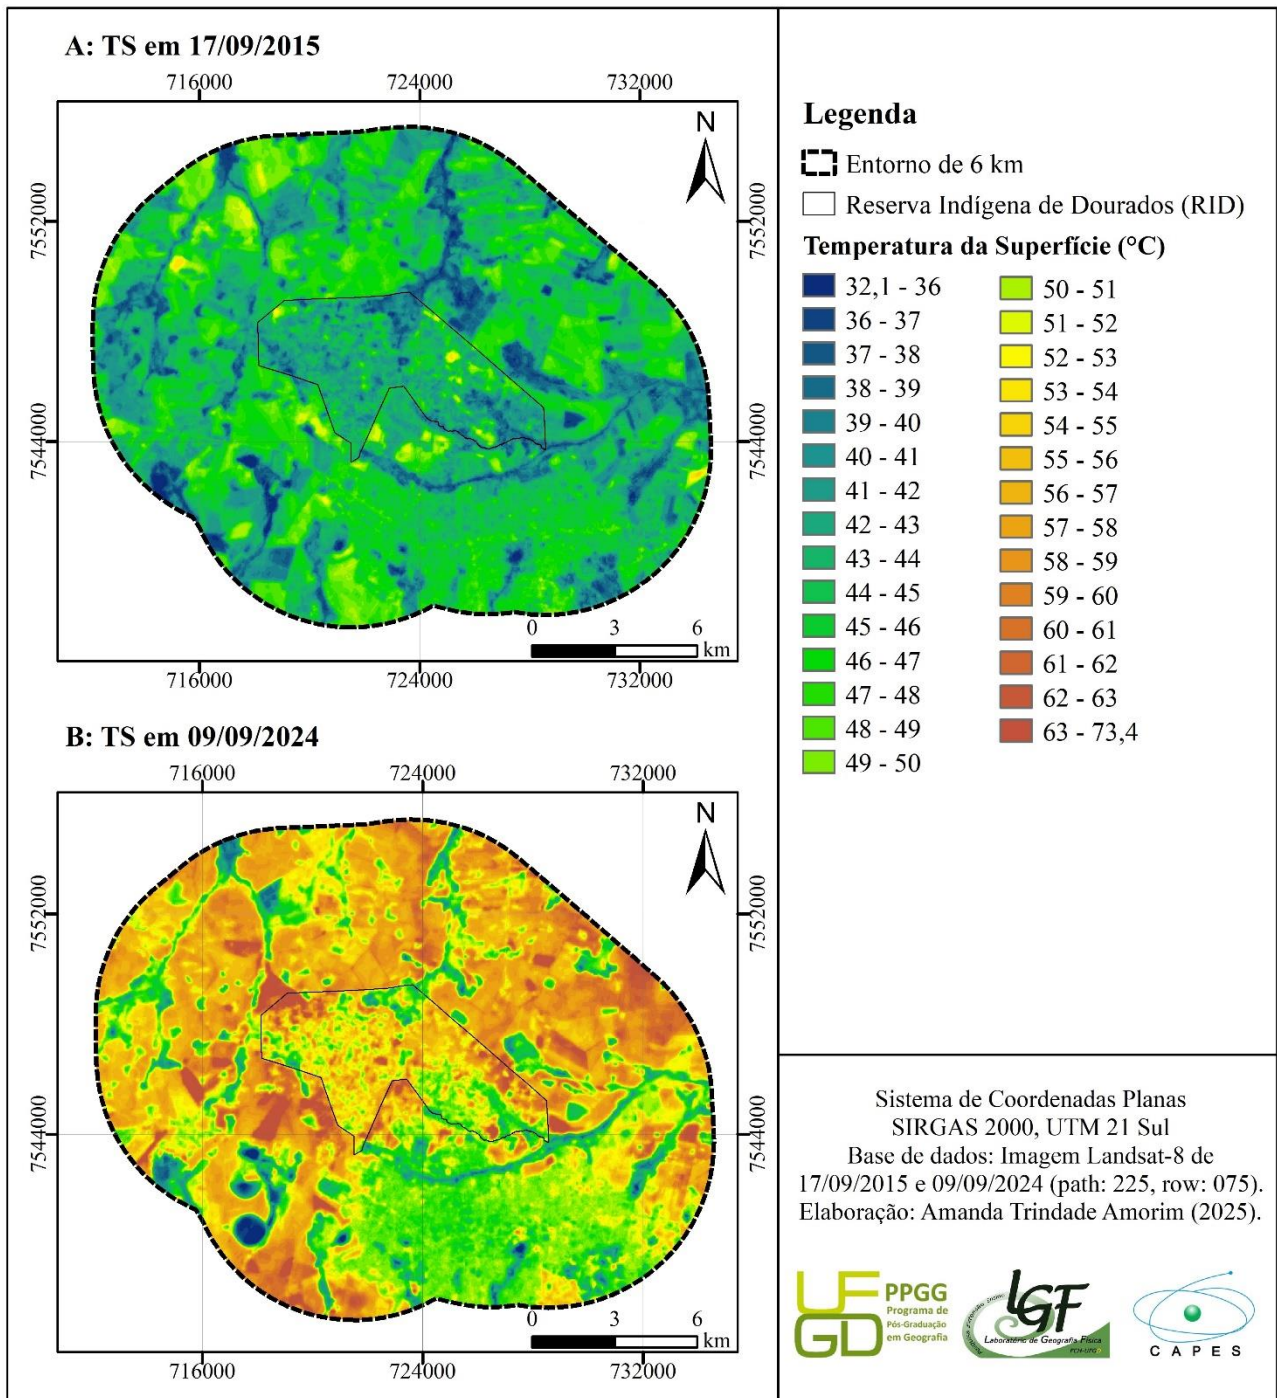 A: TS em 17/09/2015
716000
724000
732000
7552000
7552000
7544000
7544000
N
0
3
6
km
716000
724000
732000
B: TS em 09/09/2024
716000
724000
732000
7552000
7552000
7544000
7544000
N
0
3
6
km
716000
724000
732000
Legenda
Entorno de 6 km
Reserva Indígena de Dourados (RID)
Temperatura da Superfície (°C)
32,1 - 36
36 - 37
37 - 38
38 - 39
39 - 40
40 - 41
41 - 42
42 - 43
43 - 44
44 - 45
45 - 46
46 - 47
47 - 48
48 - 49
49 - 50
50 - 51
51 - 52
52 - 53
53 - 54
54 - 55
55 - 56
56 - 57
57 - 58
58 - 59
59 - 60
60 - 61
61 - 62
62 - 63
63 - 73,4
Sistema de Coordenadas Planas
SIRGAS 2000, UTM 21 Sul
Base de dados: Imagem Landsat-8 de
17/09/2015 e 09/09/2024 (path: 225, row: 075).
Elaboração: Amanda Trindade Amorim (2025).
UF
GD
PPGG
Programa de
Pós-Graduação
em Geografia
LGF
Laboratório de Geografia Física
CAPES